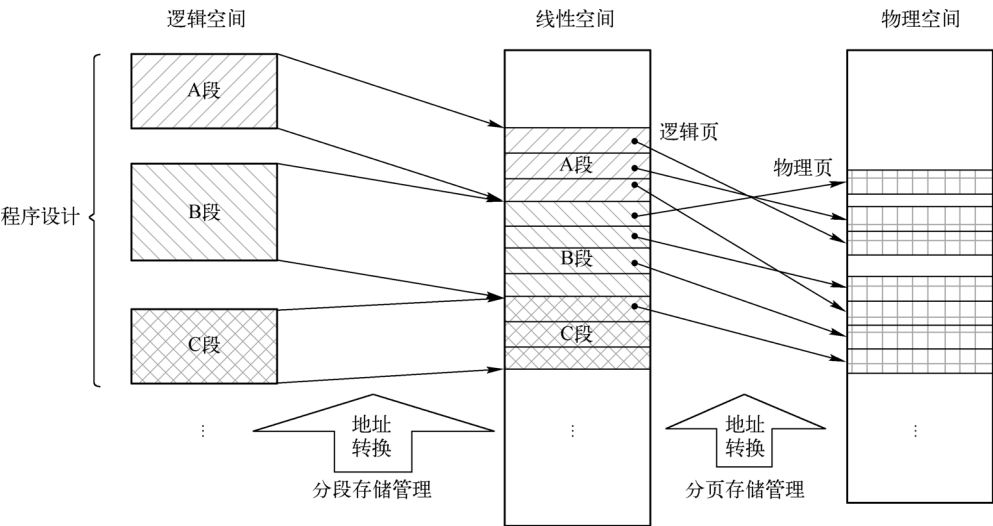 逻辑空间
线性空间
物理空间
A段
逻辑页
A段
物理页
B段
程序设计
B段
C段
C段
⋮
⋮
⋮
地址
转换
地址
转换
分段存储管理
分页存储管理